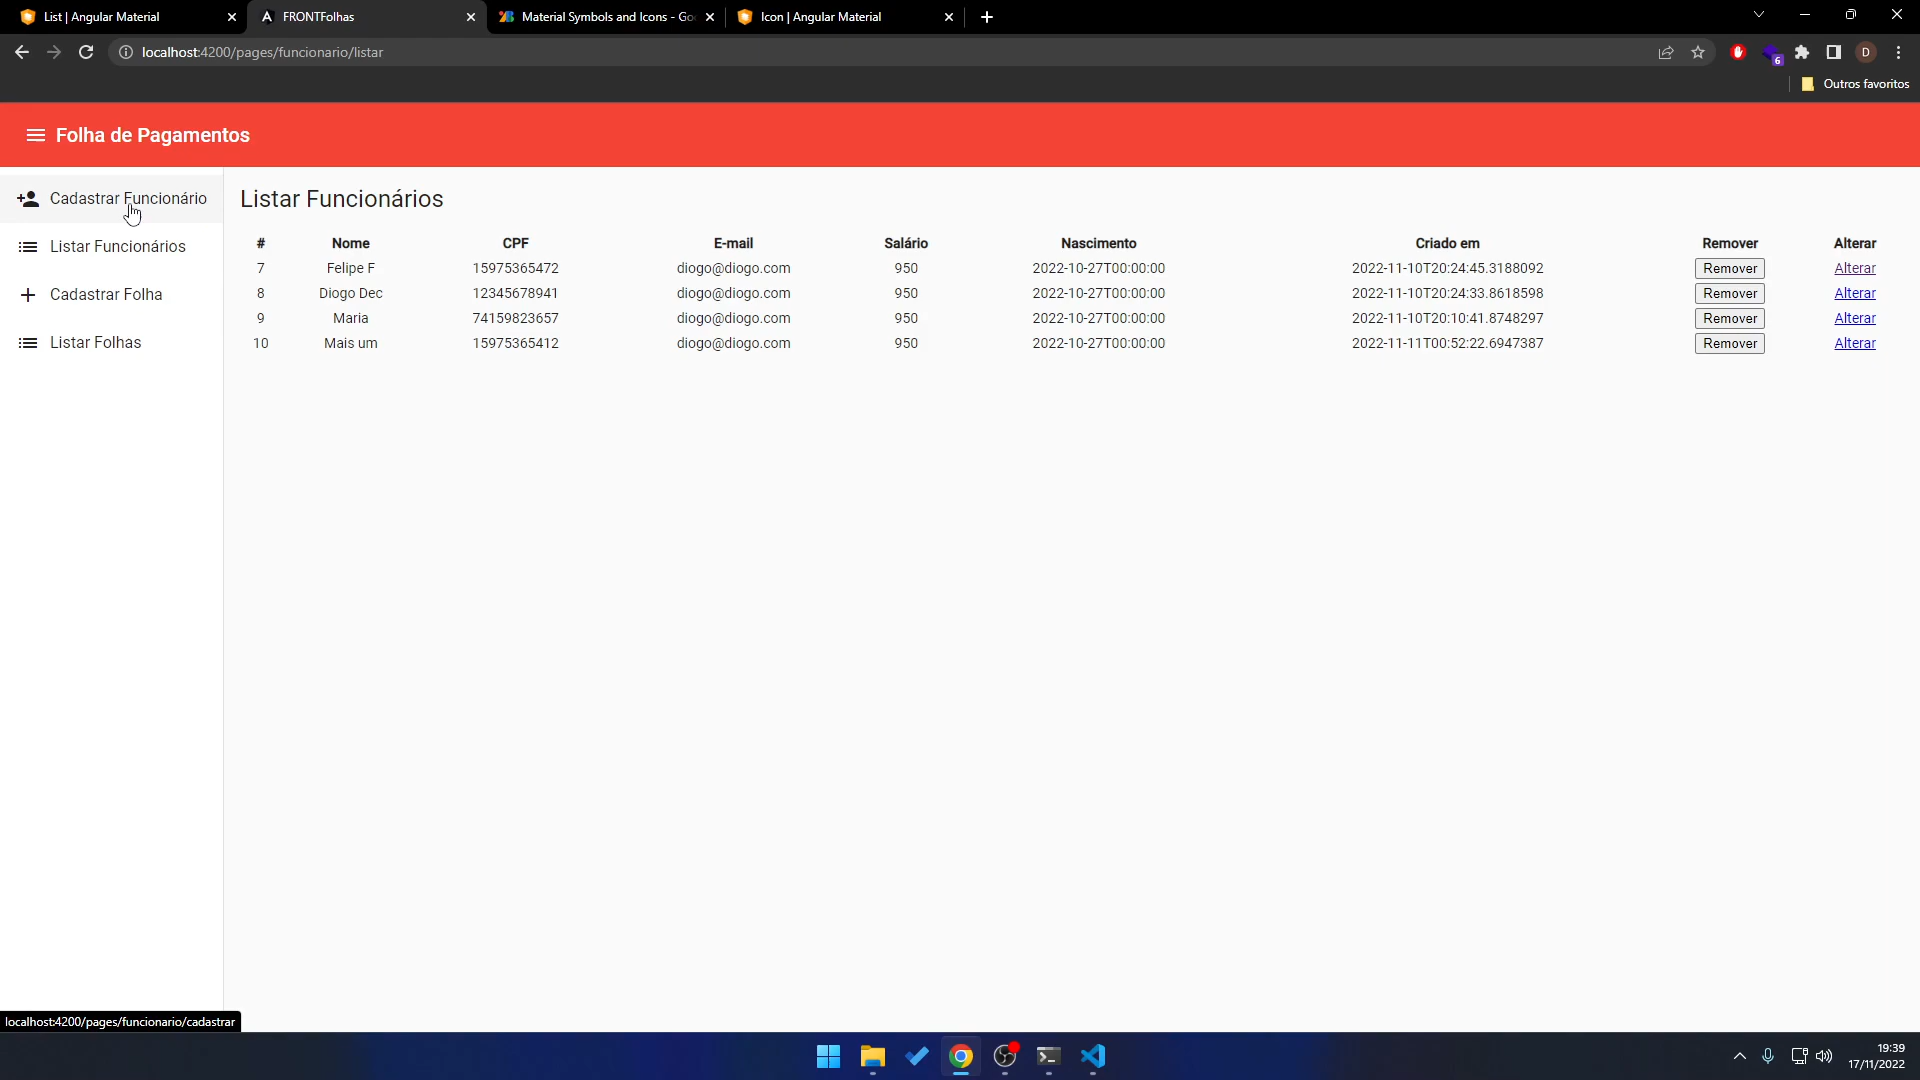 List | Angular Material
FRONTFolhas
Material Symbols and Icons - Go
Icon | Angular Material
localhost:4200/pages/funcionario/listar
6
D
Outros favoritos
Folha de Pagamentos
Cadastrar Funcionário
Listar Funcionários
Cadastrar Folha
Listar Folhas
Listar Funcionários
# Nome CPF E-mail Salário Nascimento Criado em Remover Alterar
7 Felipe F 15975365472 diogo@diogo.com 950 2022-10-27T00:00:00 2022-11-10T20:24:45.3188092 Remover Alterar
8 Diogo Dec 12345678941 diogo@diogo.com 950 2022-10-27T00:00:00 2022-11-10T20:24:33.8618598 Remover Alterar
9 Maria 74159823657 diogo@diogo.com 950 2022-10-27T00:00:00 2022-11-10T20:10:41.8748297 Remover Alterar
10 Mais um 15975365412 diogo@diogo.com 950 2022-10-27T00:00:00 2022-11-11T00:52:22.6947387 Remover Alterar
localhost:4200/pages/funcionario/cadastrar
19:39
17/11/2022